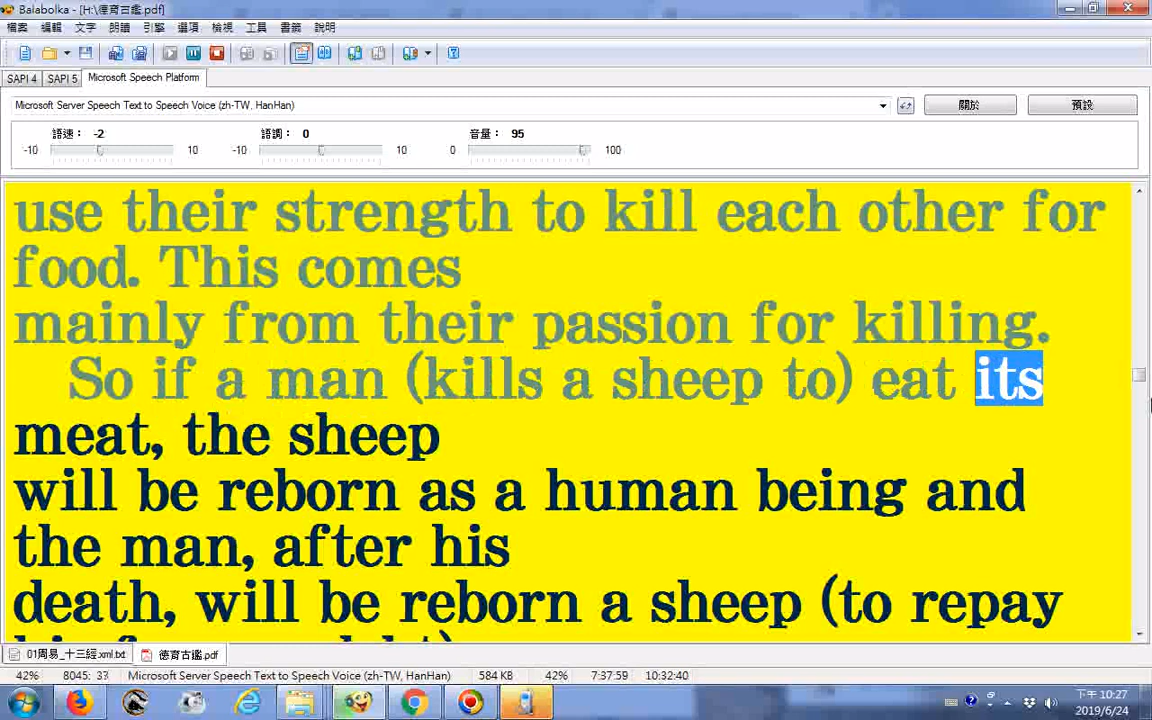 Balabolka - [H:\德育古鑑.pdf]
檔案 編輯 文字 朗讀 引擎 選項 檢視 工具 書籤 說明
SAPI 4 SAPI 5 Microsoft Speech Platform
Microsoft Server Speech Text to Speech Voice (zh-TW, HanHan) 關於 預設
語速： -2 語調： 0 音量： 95
-10 10 -10 10 0 100
use their strength to kill each other for
food. This comes
mainly from their passion for killing.
So if a man (kills a sheep to) eat its
meat, the sheep
will be reborn as a human being and
the man, after his
death, will be reborn a sheep (to repay
01周易_十三經.xml.txt 德育古鑑.pdf
42% 8045: 37 Microsoft Server Speech Text to Speech Voice (zh-TW, HanHan) 584 KB 42% 7:37:59 10:32:40
下午 10:27
2019/6/24